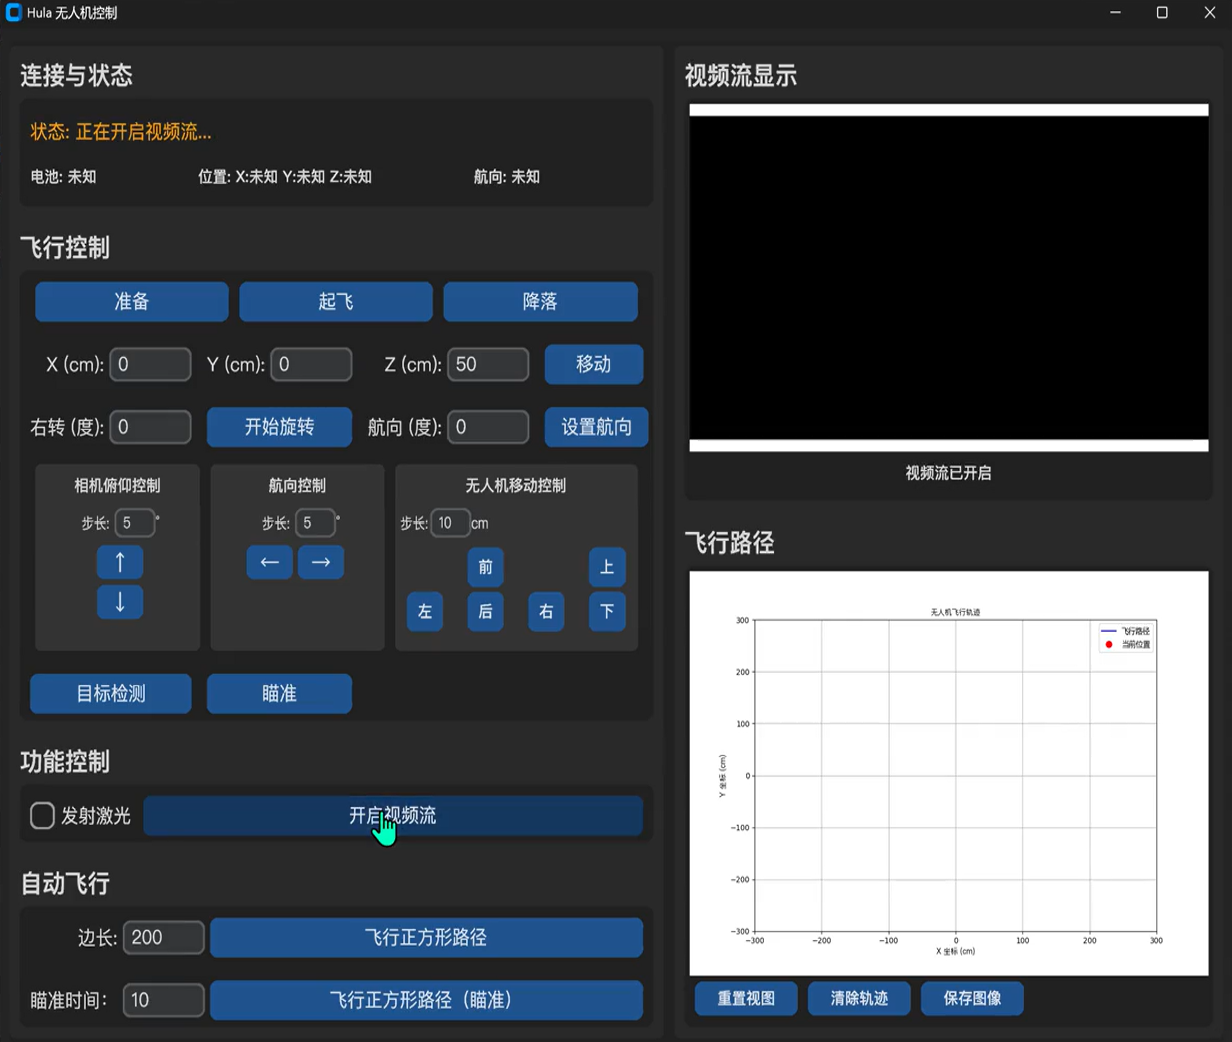 Hula 无人机控制
连接与状态
状态: 正在开启视频流...
电池: 未知 位置: X:未知 Y:未知 Z:未知 航向: 未知
飞行控制
准备 起飞 降落
X (cm): 0 Y (cm): 0 Z (cm): 50 移动
右转 (度): 0 开始旋转 航向 (度): 0 设置航向
相机俯仰控制
步长: 5 °
↑
↓
航向控制
步长: 5 °
← →
无人机移动控制
步长: 10 cm
前 上
左 后 右 下
目标检测 瞄准
功能控制
发射激光 开启视频流
自动飞行
边长: 200 飞行正方形路径
瞄准时间: 10 飞行正方形路径（瞄准）
视频流显示
视频流已开启
飞行路径
无人机飞行轨迹
飞行路径
当前位置
300
200
100
0
−100
−200
−300
Y 坐标 (cm)
−300 −200 −100 0 100 200 300
X 坐标 (cm)
重置视图 清除轨迹 保存图像